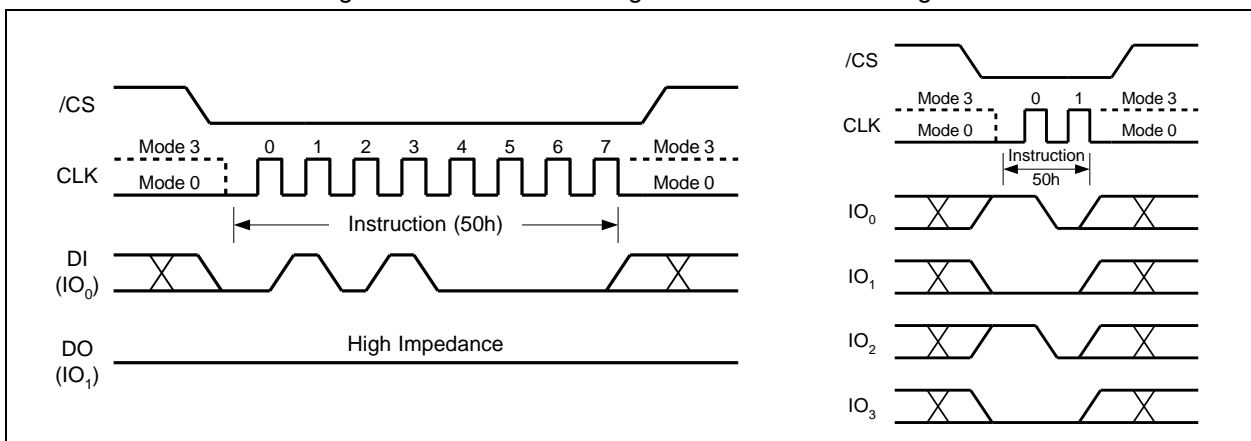 /CS
Mode 3 0 1 2 3 4 5 6 7 Mode 3
CLK
Mode 0 Mode 0
Instruction (50h)
DI
(IO0)
High Impedance
DO
(IO1)
/CS
Mode 3 0 1 Mode 3
CLK
Mode 0 Mode 0
Instruction
50h
IO0
IO1
IO2
IO3